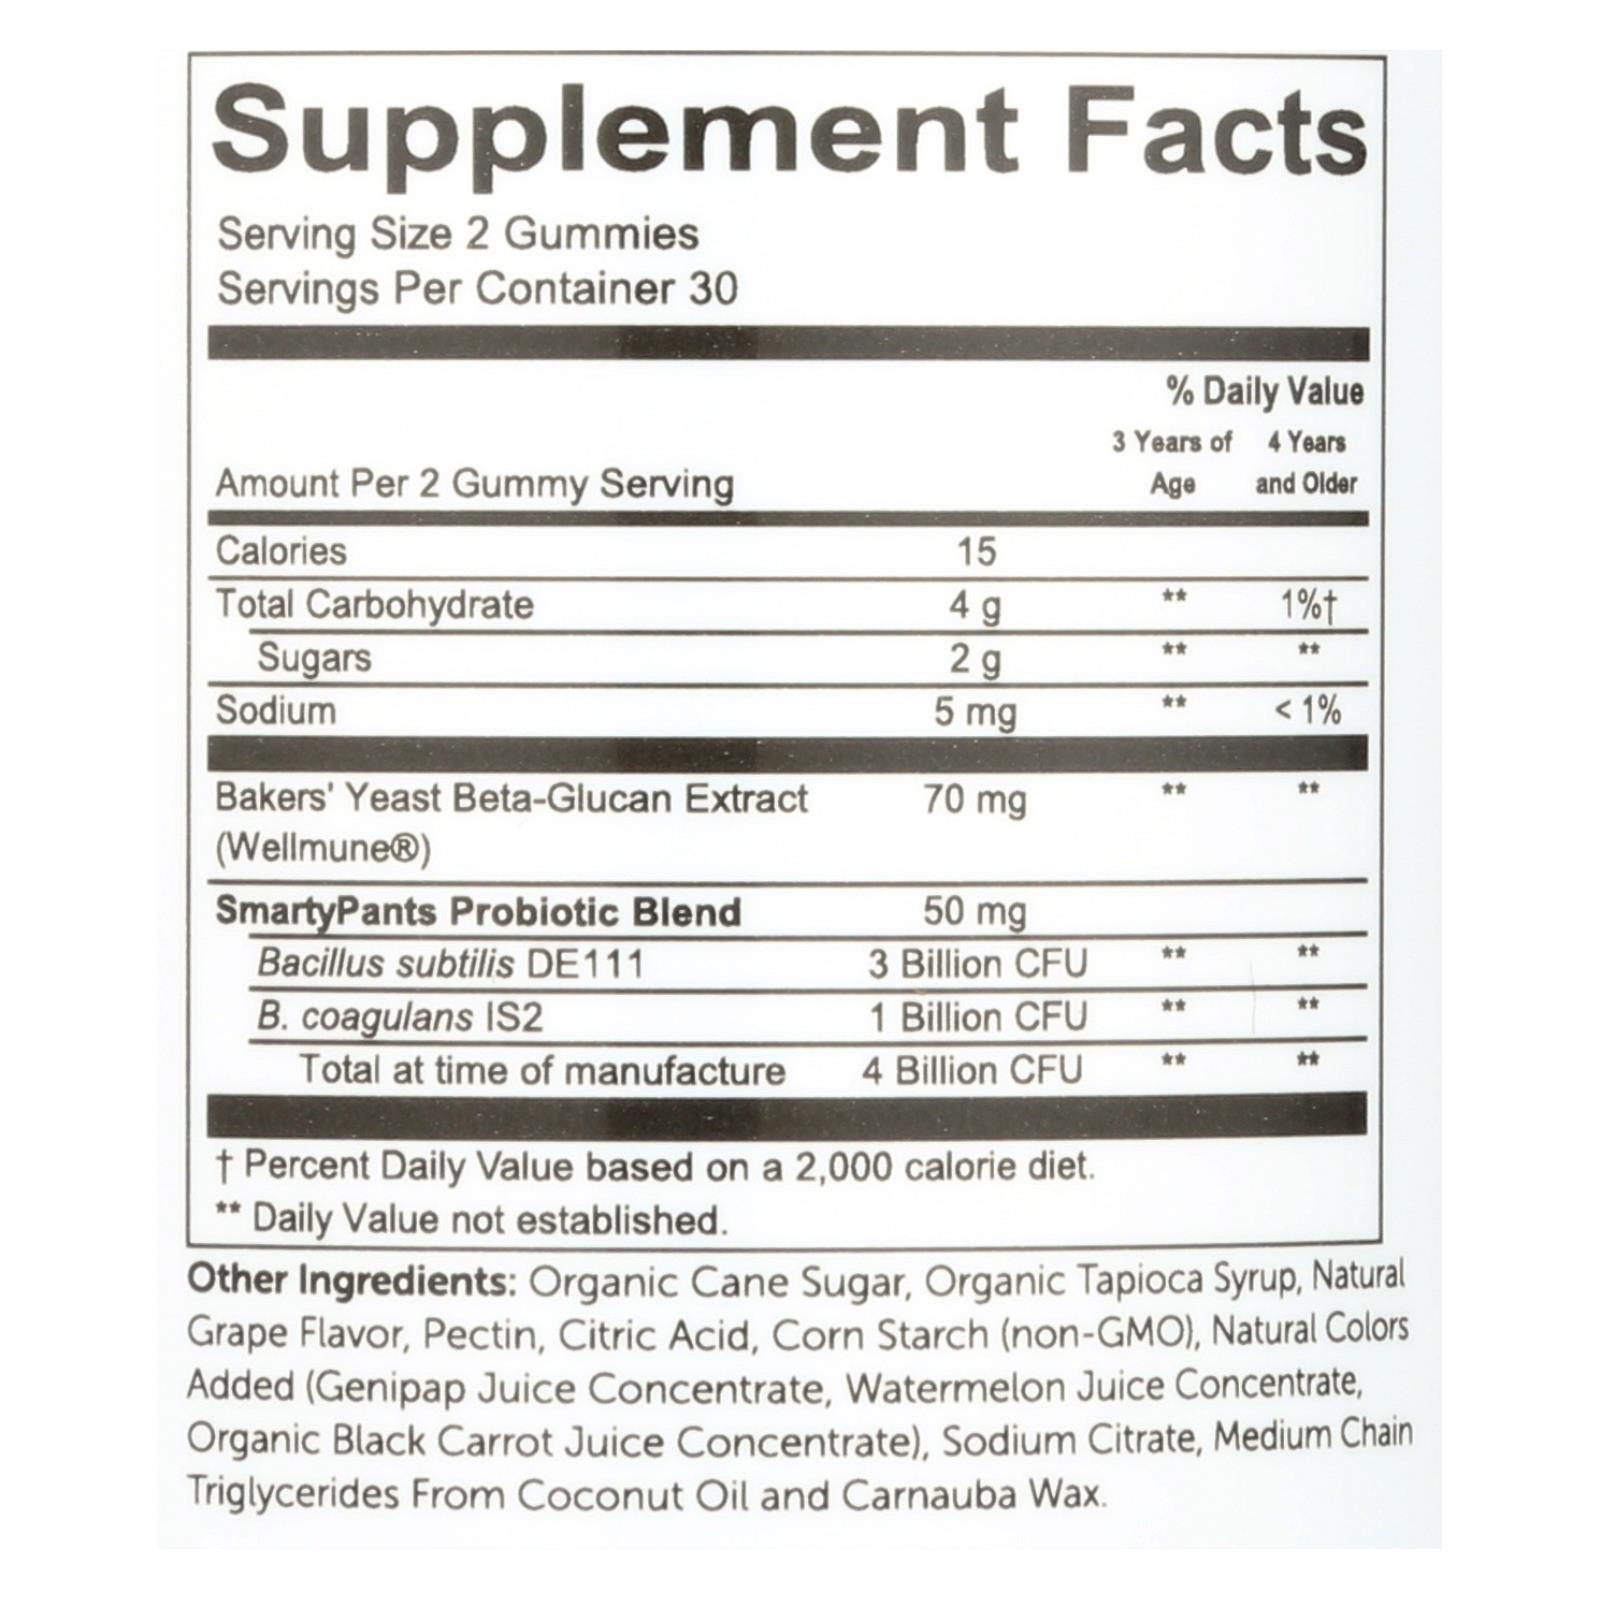 Supplement Facts
Serving Size 2 Gummies
Servings Per Container 30
% Daily Value
3 Years of Age 4 Years and Older
Amount Per 2 Gummy Serving
Calories 15
Total Carbohydrate 4 g ** 1%†
Sugars 2 g ** **
Sodium 5 mg ** < 1%
Bakers' Yeast Beta-Glucan Extract 70 mg ** **
(Wellmune®)
SmartyPants Probiotic Blend 50 mg
Bacillus subtilis DE111 3 Billion CFU ** **
B. coagulans IS2 1 Billion CFU ** **
Total at time of manufacture 4 Billion CFU ** **
† Percent Daily Value based on a 2,000 calorie diet.
** Daily Value not established.
Other Ingredients: Organic Cane Sugar, Organic Tapioca Syrup, Natural
Grape Flavor, Pectin, Citric Acid, Corn Starch (non-GMO), Natural Colors
Added (Genipap Juice Concentrate, Watermelon Juice Concentrate,
Organic Black Carrot Juice Concentrate), Sodium Citrate, Medium Chain
Triglycerides From Coconut Oil and Carnauba Wax.